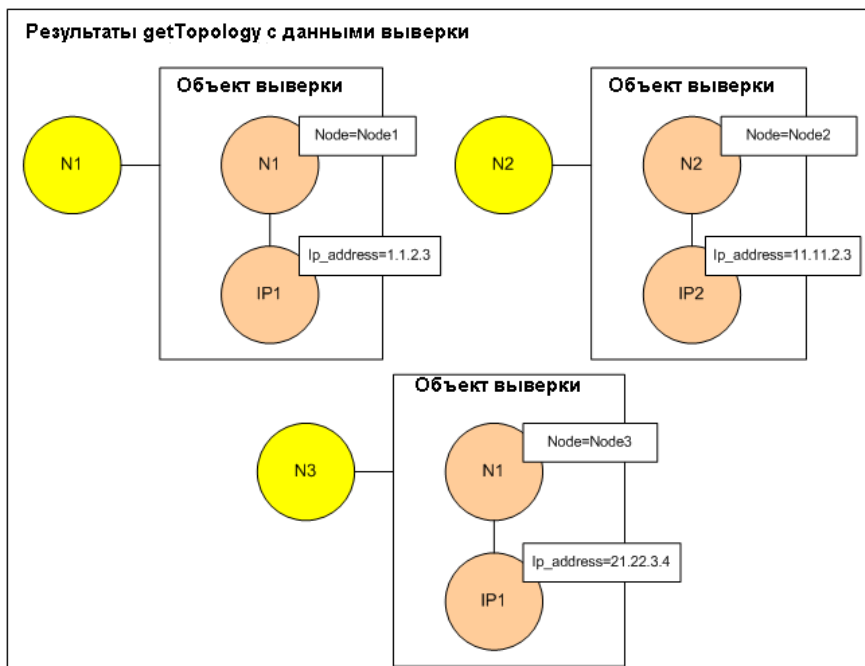 Результаты getTopology с данными выверки
Объект выверки
Node=Node1
N1
N1
Ip_address=1.1.2.3
IP1
Объект выверки
Node=Node2
N2
N2
Ip_address=11.11.2.3
IP2
Объект выверки
Node=Node3
N3
N1
Ip_address=21.22.3.4
IP1